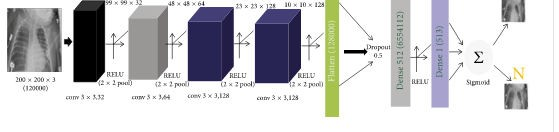 99 × 99 × 32
48 × 48 × 64
23 × 23 × 128
10 × 10 × 128
200 × 200 × 3
(120000)
RELU
(2 × 2 pool)
RELU
(2 × 2 pool)
RELU
(2 × 2 pool)
RELU
(2 × 2 pool)
conv 3 × 3,32
conv 3 × 3,64
conv 3 × 3,128
conv 3 × 3,128
Flatten (128000)
Dropout
0.5
Dense 512 (6554112)
RELU
Dense 1 (513)
Σ
Sigmoid
N